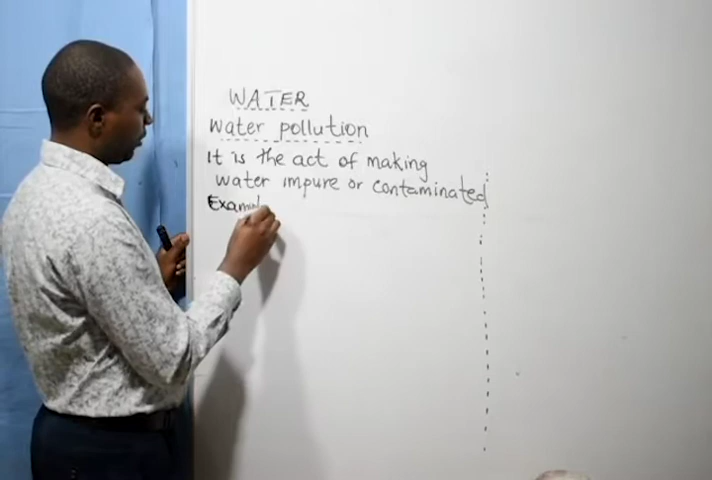 WATER
Water pollution
It is the act of making
water impure or contaminated
Exampl